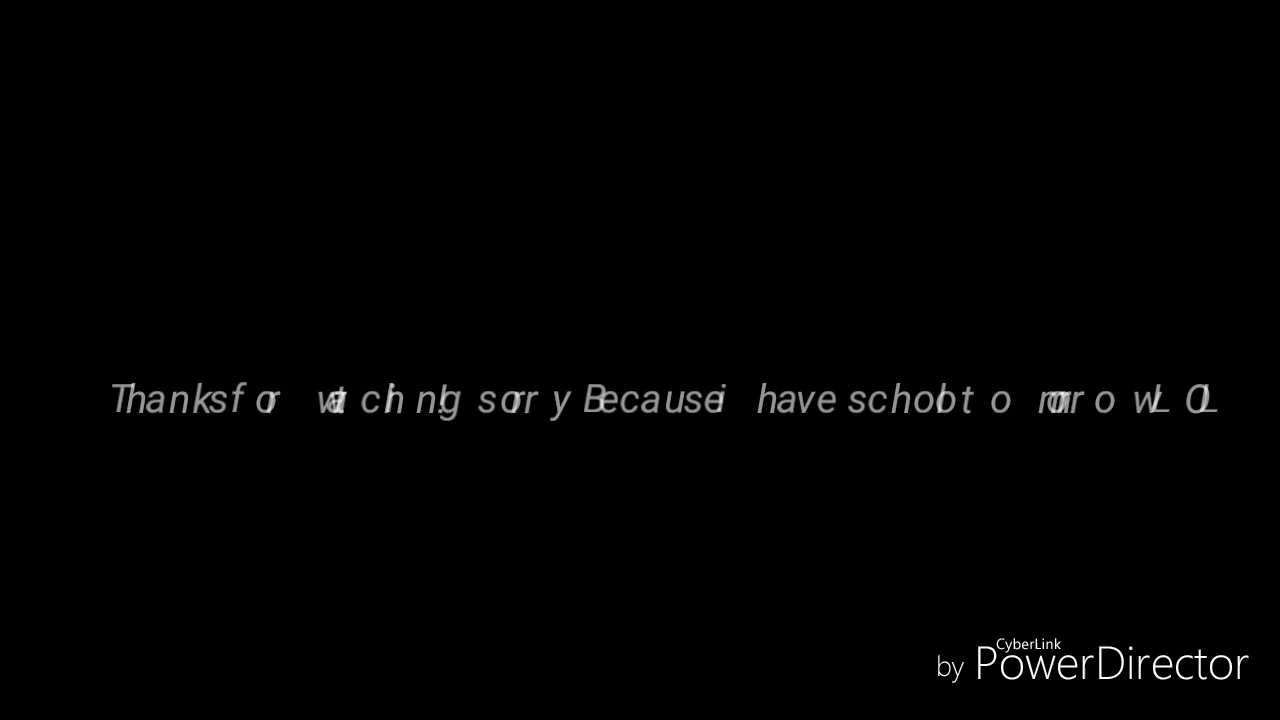 Thanks for watching! sorry Because i have school tomorrow LOL
CyberLink
by PowerDirector